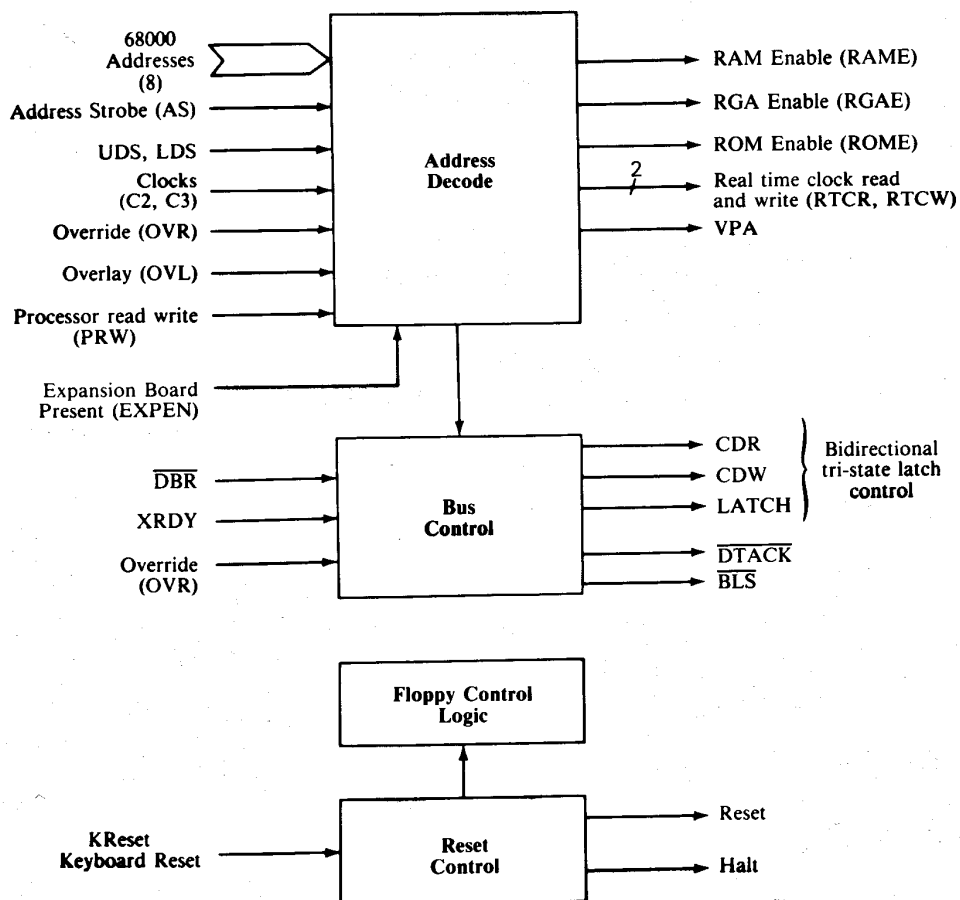 68000
Addresses
(8)
Address Strobe (AS)
UDS, LDS
Clocks
(C2, C3)
Override (OVR)
Overlay (OVL)
Processor read write
(PRW)
Expansion Board
Present (EXPEN)
Address
Decode
RAM Enable (RAME)
RGA Enable (RGAE)
ROM Enable (ROME)
2
Real time clock read
and write (RTCR, RTCW)
VPA
DBR
XRDY
Override
(OVR)
Bus
Control
CDR
CDW
LATCH
Bidirectional
tri-state latch
control
DTACK
BLS
Floppy Control
Logic
KReset
Keyboard Reset
Reset
Control
Reset
Halt